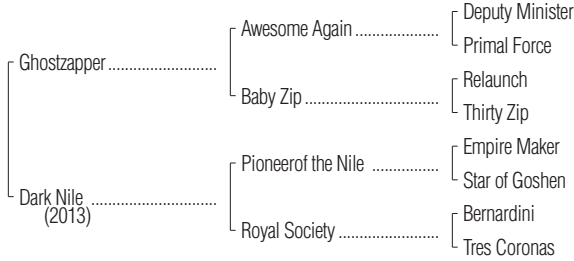 Deputy Minister
Awesome Again
Primal Force
Ghostzapper
Relaunch
Baby Zip
Thirty Zip
Empire Maker
Pioneerof the Nile
Star of Goshen
Dark Nile
(2013)
Bernardini
Royal Society
Tres Coronas